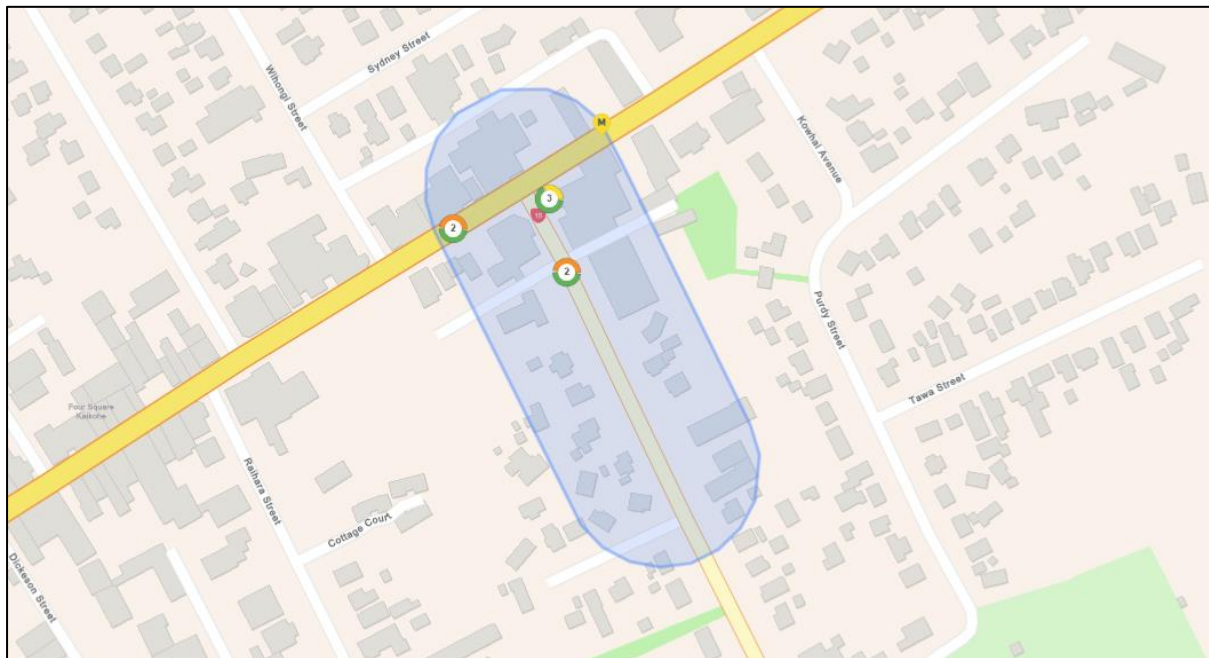 Sydney Street
Wihongi Street
M
Kowhai Avenue
3
2
2
Purdy Street
Tawa Street
Four Square
Kaikohe
Raihara Street
Cottage Court
Dickeson Street